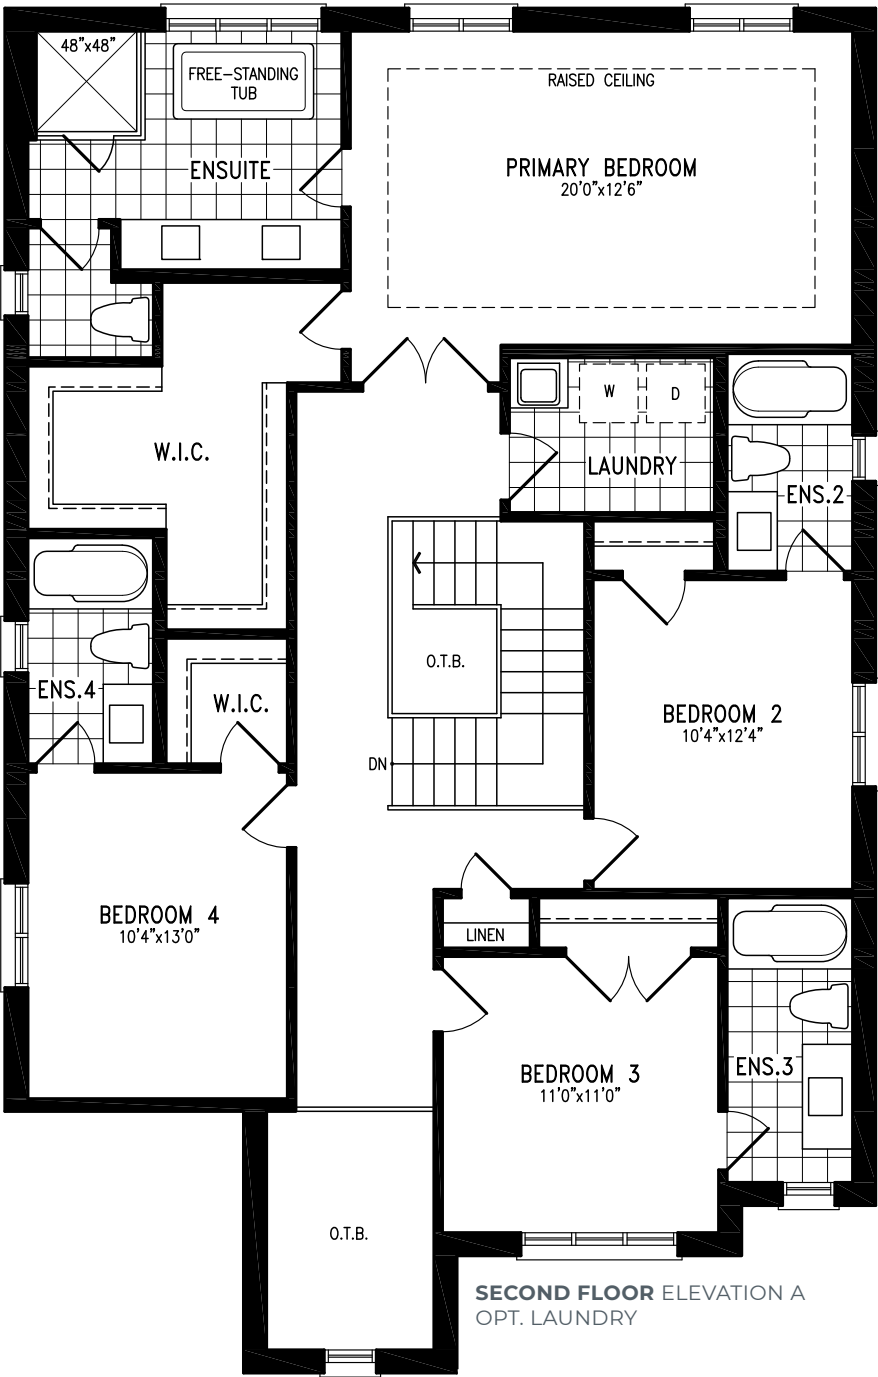 48"x48"
FREE-STANDING
TUB
RAISED CEILING
ENSUITE
PRIMARY BEDROOM
20'0"x12'6"
W
D
W.I.C.
LAUNDRY
ENS.2
O.T.B.
ENS.4
W.I.C.
BEDROOM 2
10'4"x12'4"
DN
BEDROOM 4
10'4"x13'0"
LINEN
ENS.3
BEDROOM 3
11'0"x11'0"
O.T.B.
SECOND FLOOR ELEVATION A
OPT. LAUNDRY